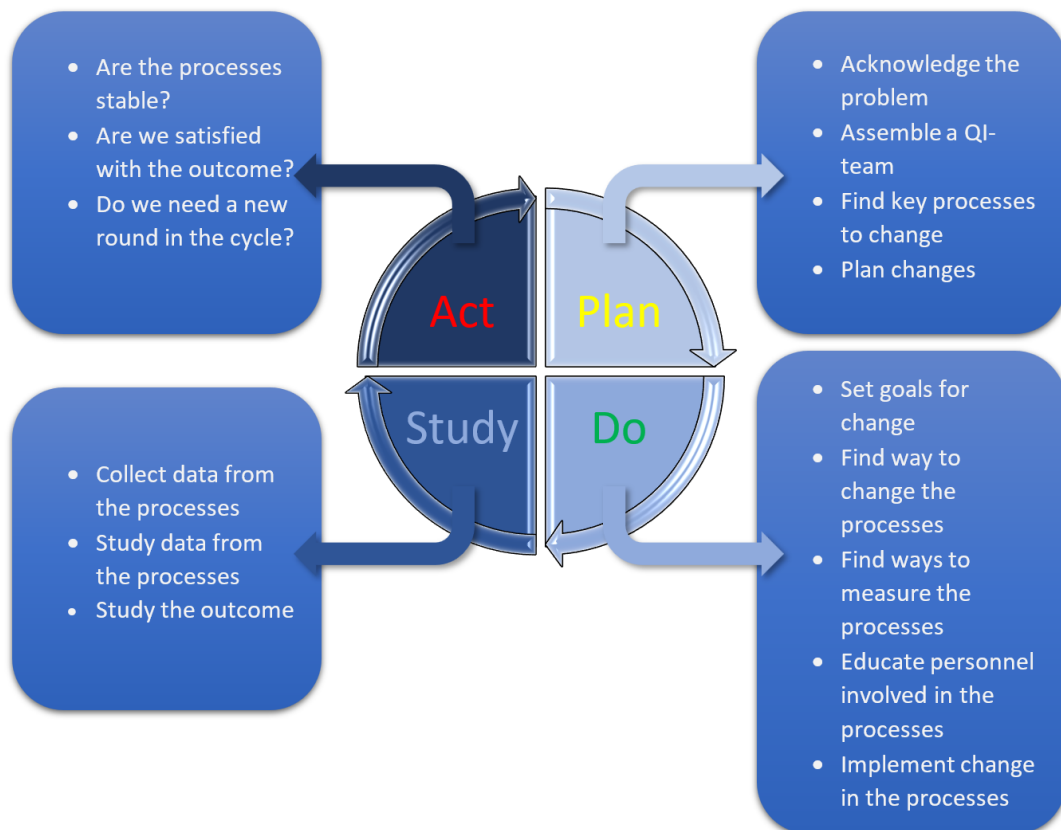 • Are the processes
stable?
• Are we satisfied
with the outcome?
• Do we need a new
round in the cycle?
• Acknowledge the
problem
• Assemble a QI-
team
• Find key processes
to change
• Plan changes
Act
Plan
Study
Do
• Collect data from
the processes
• Study data from
the processes
• Study the outcome
• Set goals for
change
• Find way to
change the
processes
• Find ways to
measure the
processes
• Educate personnel
involved in the
processes
• Implement change
in the processes